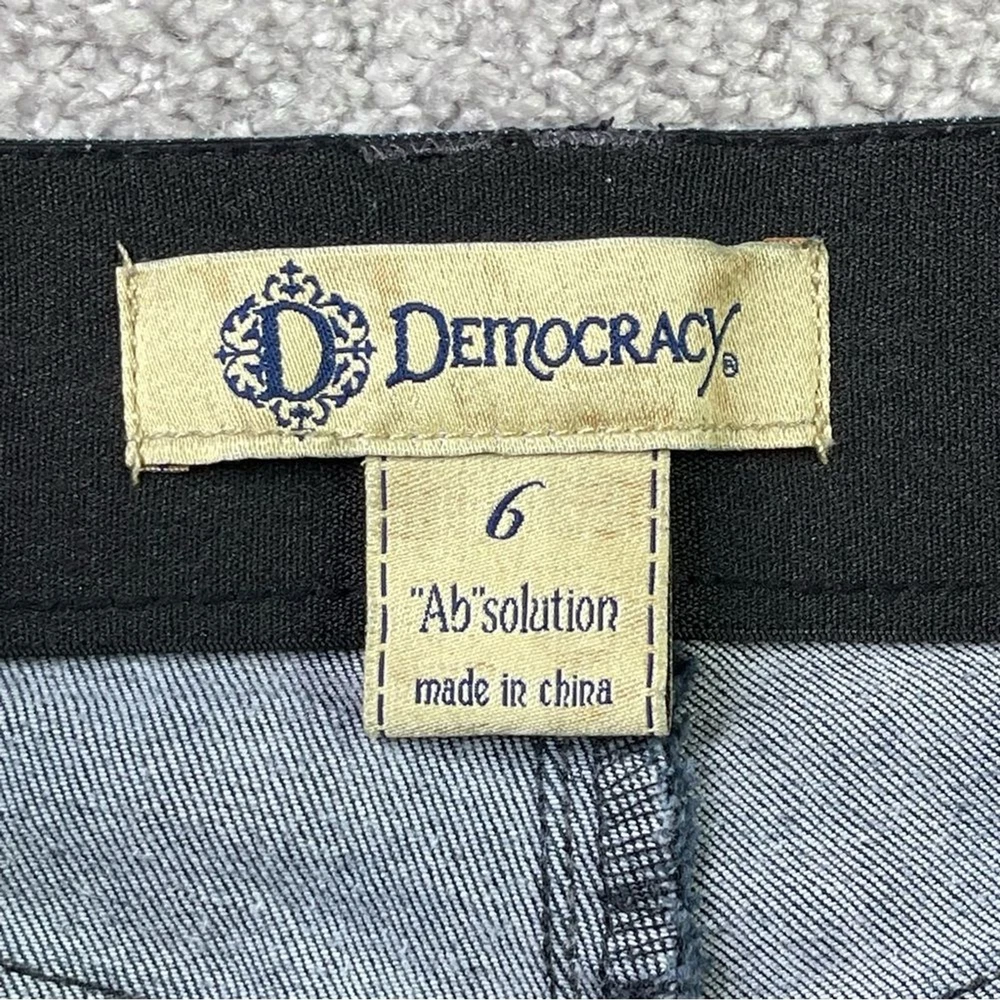 D DEMOCRACY®
6
"Ab"solution
made in china